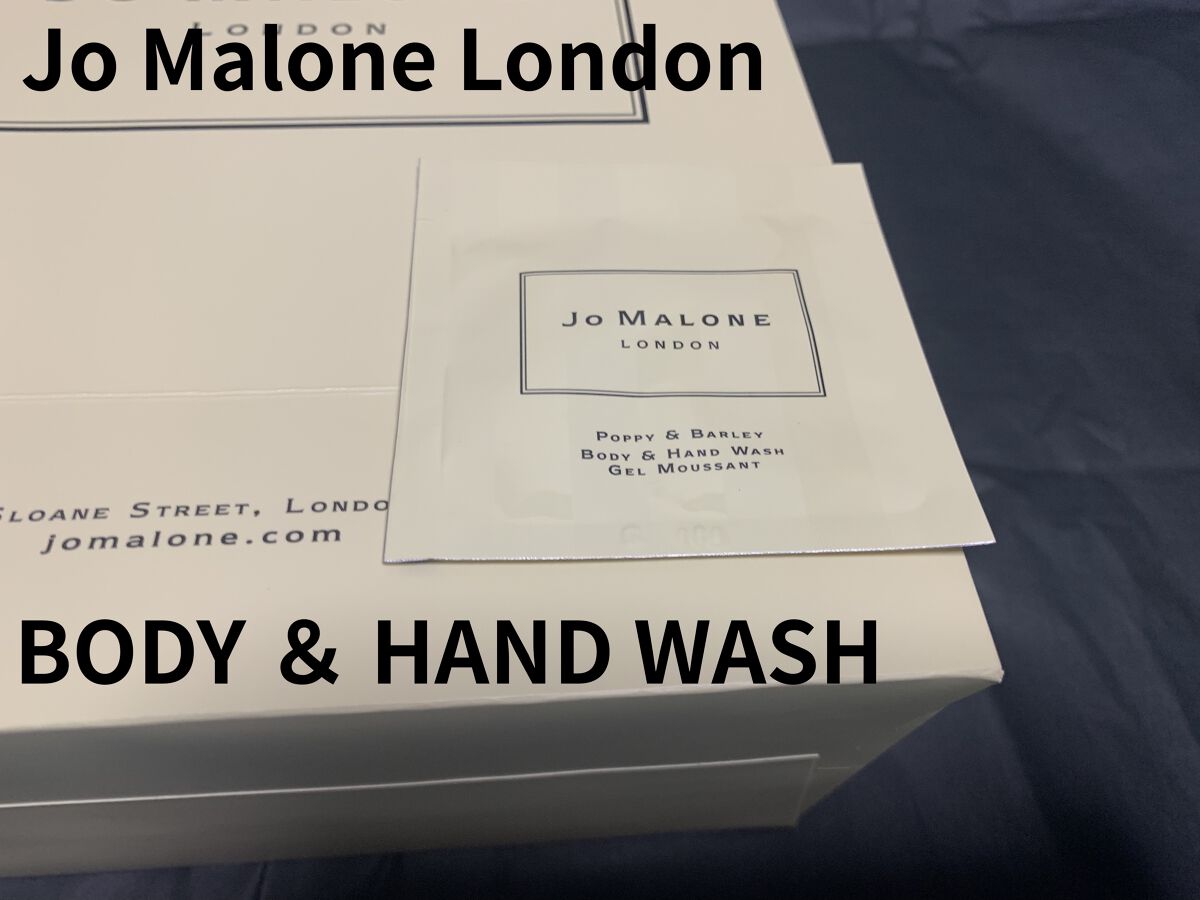 LONDON
Jo Malone London
JO MALONE
LONDON
POPPY & BARLEY
BODY & HAND WASH
GEL MOUSSANT
SLOANE STREET, LONDO
jomalone.com
BODY & HAND WASH